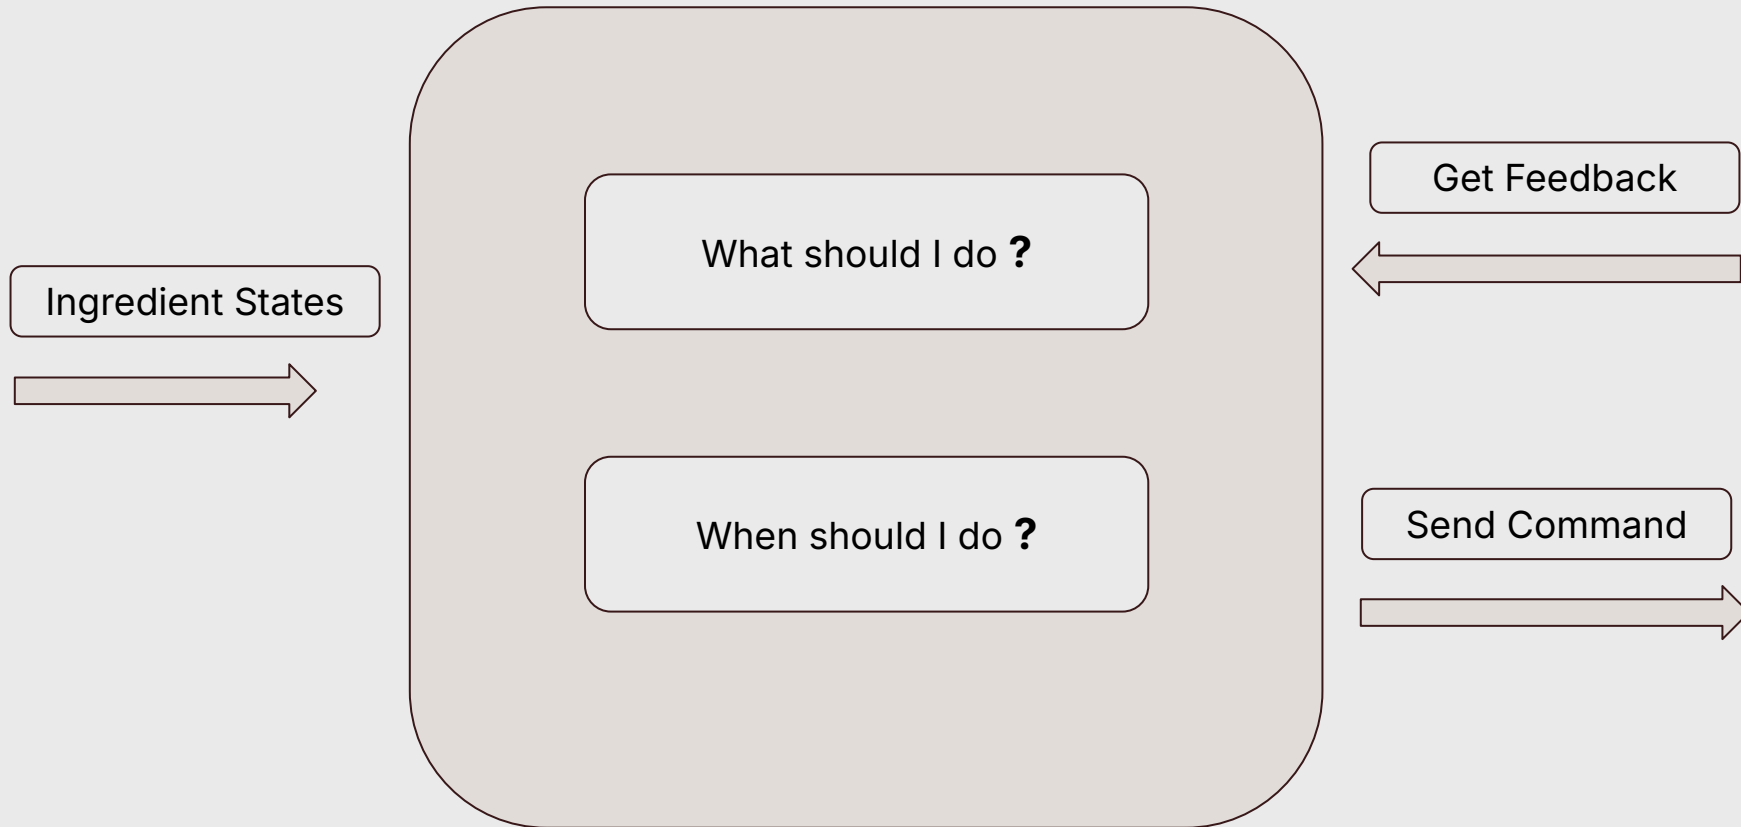 Get Feedback
What should I do ?
Ingredient States
Send Command
When should I do ?